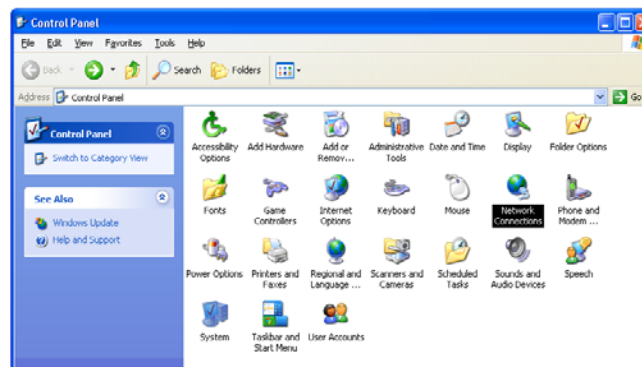 Control Panel
File Edit View Favorites Tools Help
Back Search Folders
Address Control Panel Go
Control Panel
Switch to Category View
See Also
Windows Update
Help and Support
Accessibility Options
Add Hardware
Add or Remov...
Administrative Tools
Date and Time
Display
Folder Options
Fonts
Game Controllers
Internet Options
Keyboard
Mouse
Network Connections
Phone and Modem ...
Power Options
Printers and Faxes
Regional and Language ...
Scanners and Cameras
Scheduled Tasks
Sounds and Audio Devices
Speech
System
Taskbar and Start Menu
User Accounts